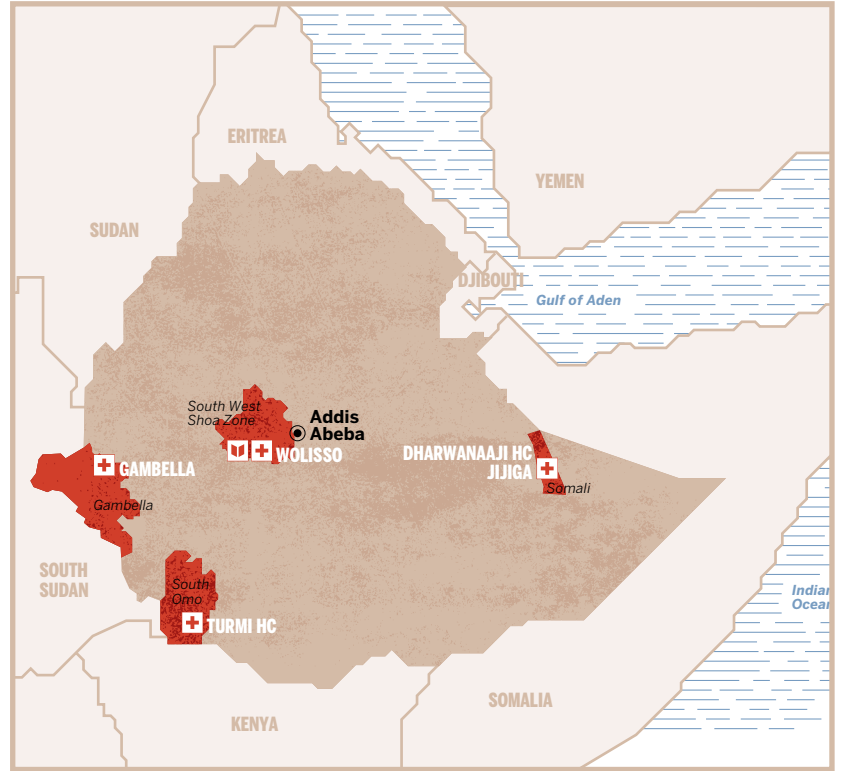 ERITREA
YEMEN
SUDAN
DJIBOUTI
Gulf of Aden
South West
Shoa Zone
Addis
Abeba
WOLISSO
DHARWANAAJI HC
JIJIGA
Somali
GAMBELLA
Gambella
SOUTH
SUDAN
South
Omo
TURMI HC
Indian
Ocean
SOMALIA
KENYA